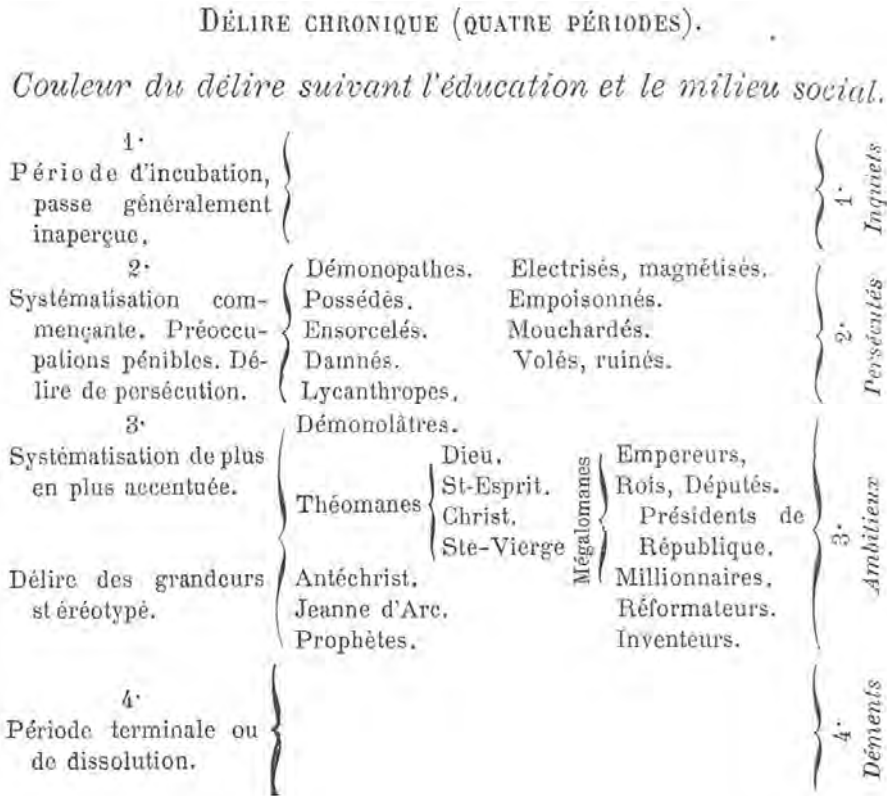 DÉLIRE CHRONIQUE (QUATRE PÉRIODES).
Couleur du délire suivant l'éducation et le milieu social.
1·
Période d'incubation,
passe généralement
inaperçue.
1· Inquiets
2·
Systématisation com-
mençante. Préoccu-
pations pénibles. Dé-
lire de persécution.
Démonopathes.
Possédés.
Ensorcelés.
Damnés.
Lycanthropes.
Electrisés, magnétisés.
Empoisonnés.
Mouchardés.
Volés, ruinés.
2· Persécutés
3·
Systématisation de plus
en plus accentuée.
Délire des grandeurs
stéréotypé.
Démonolâtres.
Théomanes
Dieu.
St-Esprit.
Christ.
Ste-Vierge
Antéchrist.
Jeanne d'Arc.
Prophètes.
Mégalomanes
Empereurs,
Rois, Députés.
Présidents de
République.
Millionnaires.
Réformateurs.
Inventeurs.
3· Ambitieux
4·
Période terminale ou
de dissolution.
4· Déments